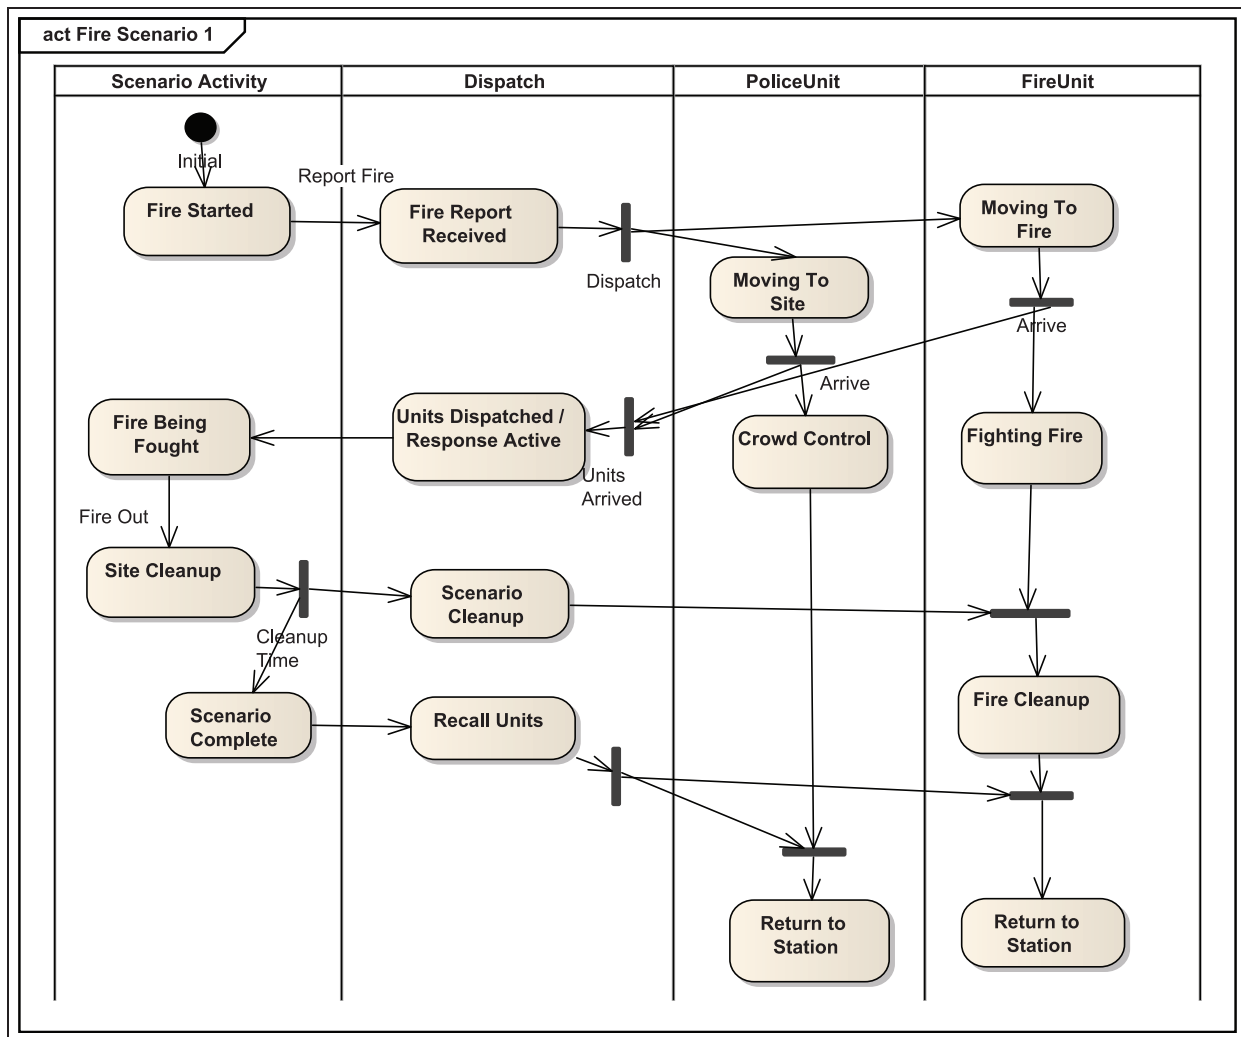 act Fire Scenario 1
Scenario Activity
Dispatch
PoliceUnit
FireUnit
Initial
Report Fire
Fire Started
Fire Report
Received
Moving To
Fire
Dispatch
Moving To
Site
Arrive
Arrive
Fire Being
Fought
Units Dispatched /
Response Active
Crowd Control
Fighting Fire
Units
Arrived
Fire Out
Site Cleanup
Scenario
Cleanup
Cleanup
Time
Fire Cleanup
Scenario
Complete
Recall Units
Return to
Station
Return to
Station